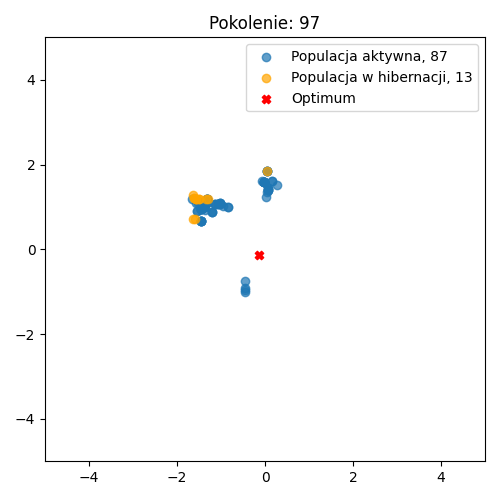 Pokolenie: 97
Populacja aktywna, 87
Populacja w hibernacji, 13
Optimum
4
2
0
−2
−4
−4 −2 0 2 4